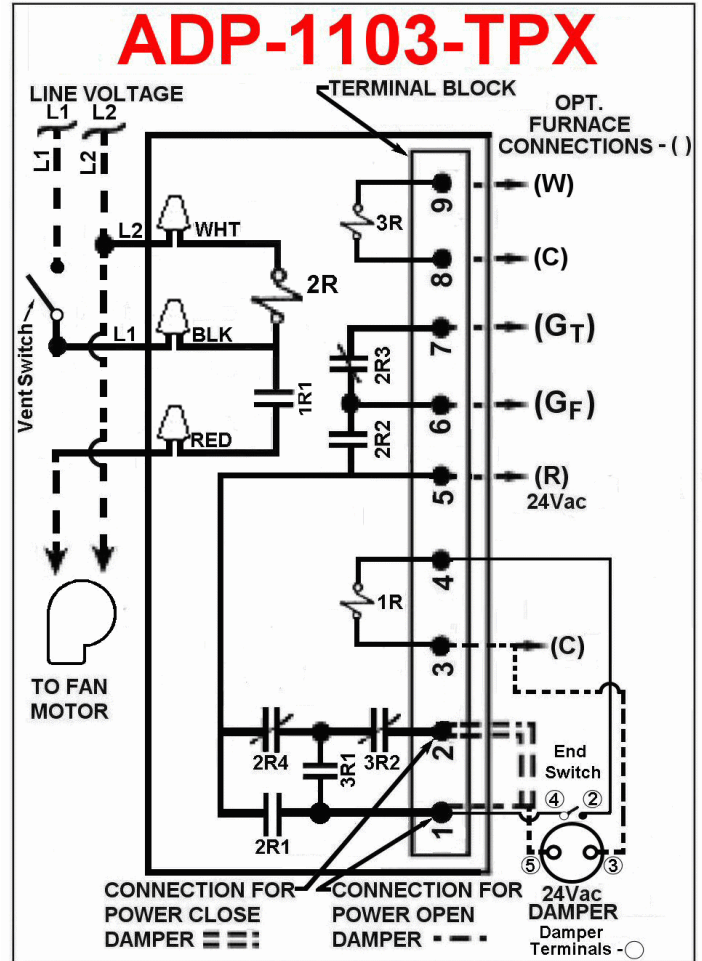 ADP-1103-TPX
LINE VOLTAGE
L1 L2
L1
L2
TERMINAL BLOCK
OPT.
FURNACE
CONNECTIONS - ( )
L2
WHT
2R
L1
BLK
Vent Switch
1R1
RED
3R
9
(W)
8
(C)
2R3
7
(GT)
2R2
6
(GF)
5
(R)
24Vac
4
1R
3
(C)
TO FAN
MOTOR
2R4
3R1
3R2
2
2R1
1
End
Switch
④ ②
⑤ ③
24Vac
DAMPER
Damper
Terminals -
CONNECTION FOR
POWER CLOSE
DAMPER
CONNECTION FOR
POWER OPEN
DAMPER